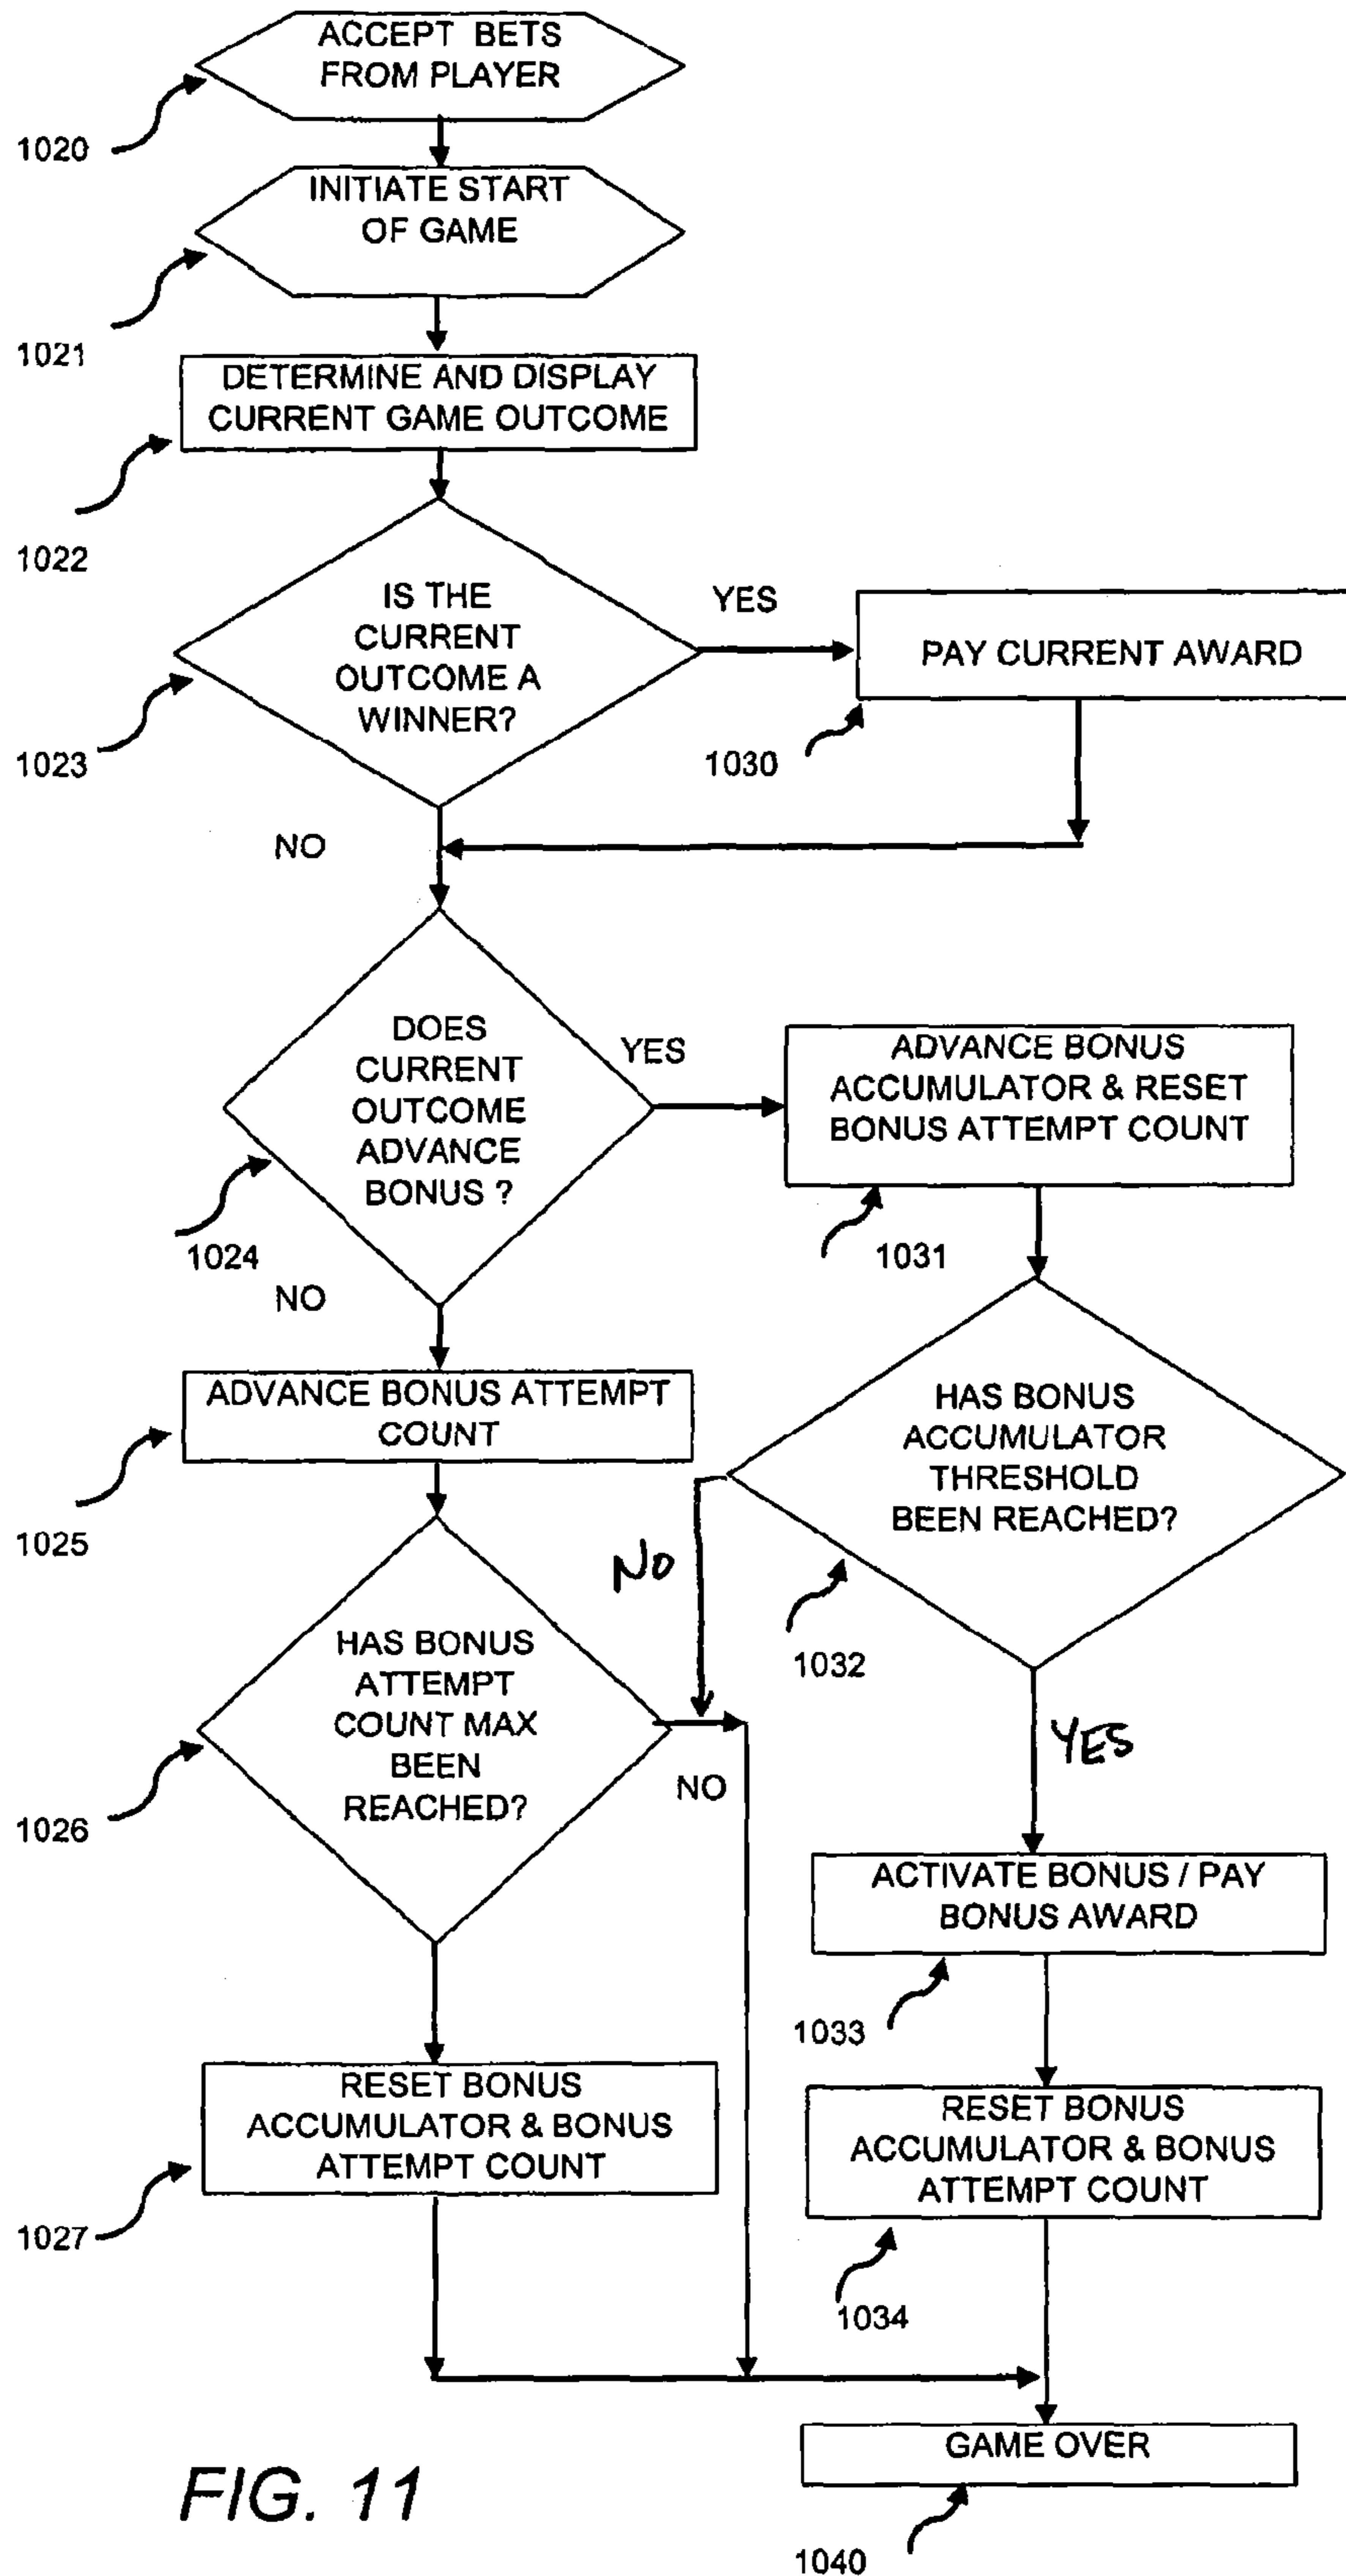 ACCEPT BETS
FROM PLAYER
1020
INITIATE START
OF GAME
1021
DETERMINE AND DISPLAY
CURRENT GAME OUTCOME
1022
IS THE
CURRENT
OUTCOME A
WINNER?
YES
PAY CURRENT AWARD
1023
1030
NO
DOES
CURRENT
OUTCOME
ADVANCE
BONUS ?
YES
ADVANCE BONUS
ACCUMULATOR & RESET
BONUS ATTEMPT COUNT
1024
1031
NO
ADVANCE BONUS ATTEMPT
COUNT
1025
HAS BONUS
ACCUMULATOR
THRESHOLD
BEEN REACHED?
No
1032
HAS BONUS
ATTEMPT
COUNT MAX
BEEN
REACHED?
YES
NO
1026
ACTIVATE BONUS / PAY
BONUS AWARD
1033
RESET BONUS
ACCUMULATOR & BONUS
ATTEMPT COUNT
1027
RESET BONUS
ACCUMULATOR & BONUS
ATTEMPT COUNT
1034
GAME OVER
1040
FIG. 11